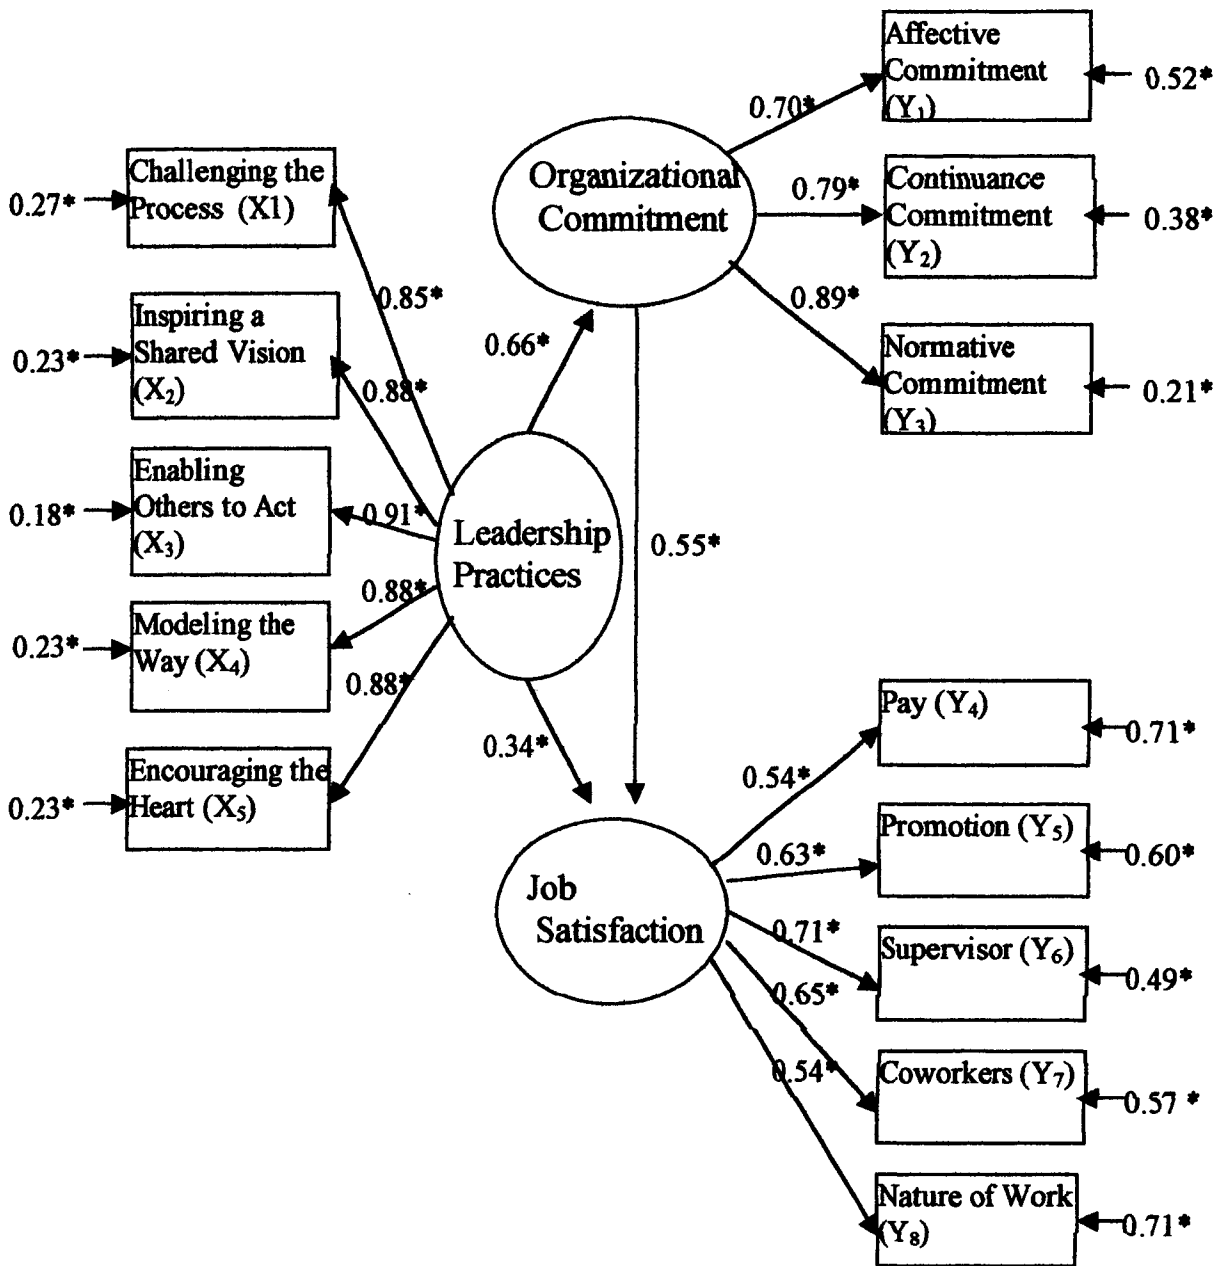 Affective
Commitment
(Y₁)
0.52*
0.70*
Challenging the
Process (X1)
0.27*
Organizational
Commitment
0.79*
Continuance
Commitment
(Y₂)
0.38*
0.85*
0.89*
Inspiring a
Shared Vision
(X₂)
0.23*
0.66*
Normative
Commitment
(Y₃)
0.21*
0.88*
Enabling
Others to Act
(X₃)
0.18*
0.91*
Leadership
Practices
0.55*
0.88*
Modeling the
Way (X₄)
0.23*
0.88*
Pay (Y₄)
0.71*
0.34*
0.54*
Encouraging the
Heart (X₅)
0.23*
Promotion (Y₅)
0.60*
0.63*
Job
Satisfaction
0.71*
Supervisor (Y₆)
0.49*
0.65*
0.54*
Coworkers (Y₇)
0.57 *
Nature of Work
(Y₈)
0.71*